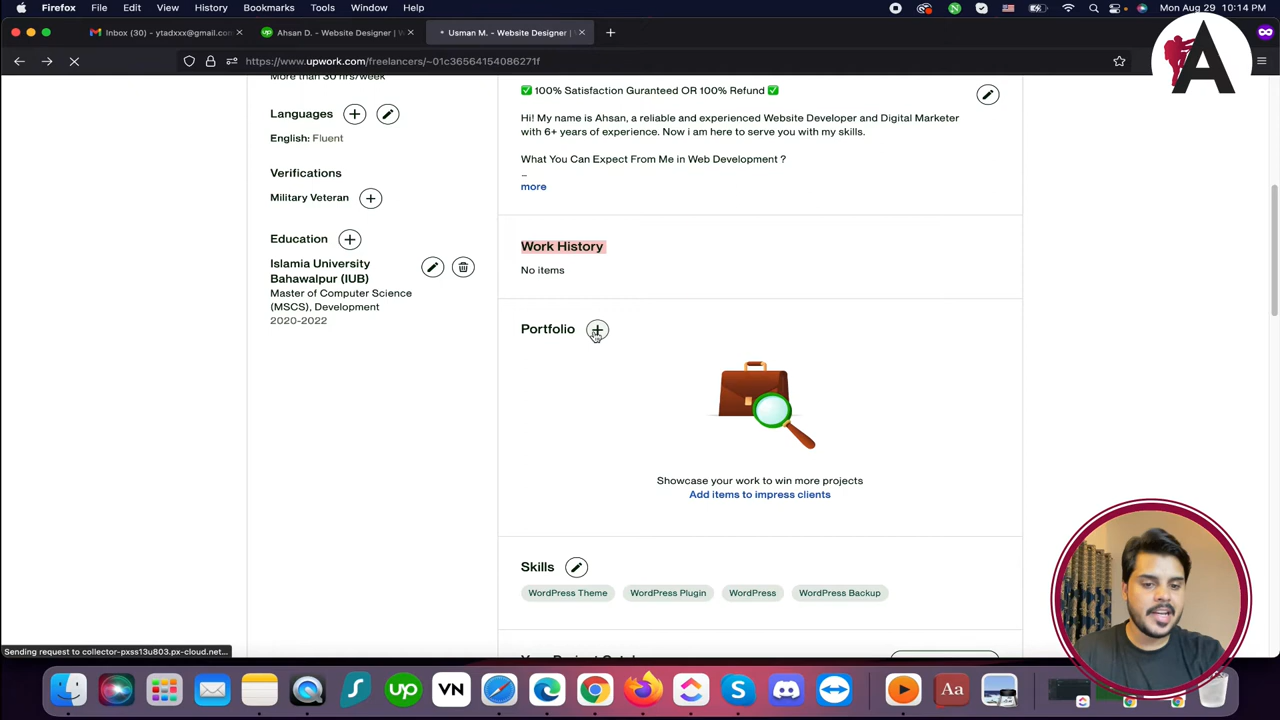 Firefox File Edit View History Bookmarks Tools Window Help
Mon Aug 29 10:14 PM
Inbox (30) - ytadxxx@gmail.com
Ahsan D. - Website Designer | W
Usman M. - Website Designer |
https://www.upwork.com/freelancers/~01c36564154086271f
More than 30 hrs/week
Languages
English: Fluent
Verifications
Military Veteran
Education
Islamia University
Bahawalpur (IUB)
Master of Computer Science
(MSCS), Development
2020-2022
✅ 100% Satisfaction Guranteed OR 100% Refund ✅
Hi! My name is Ahsan, a reliable and experienced Website Developer and Digital Marketer
with 6+ years of experience. Now i am here to serve you with my skills.
What You Can Expect From Me in Web Development ?
more
Work History
No items
Portfolio
Showcase your work to win more projects
Add items to impress clients
Skills
WordPress Theme WordPress Plugin WordPress WordPress Backup
Sending request to collector-pxss13u803.px-cloud.net...
up
VN
Aa
A